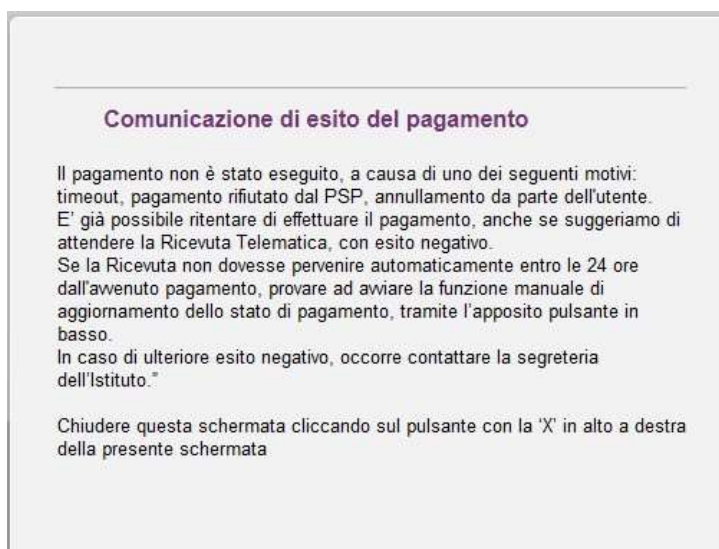 Comunicazione di esito del pagamento
Il pagamento non è stato eseguito, a causa di uno dei seguenti motivi:
timeout, pagamento rifiutato dal PSP, annullamento da parte dell'utente.
E' già possibile ritentare di effettuare il pagamento, anche se suggeriamo di
attendere la Ricevuta Telematica, con esito negativo.
Se la Ricevuta non dovesse pervenire automaticamente entro le 24 ore
dall'avvenuto pagamento, provare ad avviare la funzione manuale di
aggiornamento dello stato di pagamento, tramite l'apposito pulsante in
basso.
In caso di ulteriore esito negativo, occorre contattare la segreteria
dell'Istituto.”
Chiudere questa schermata cliccando sul pulsante con la 'X' in alto a destra
della presente schermata